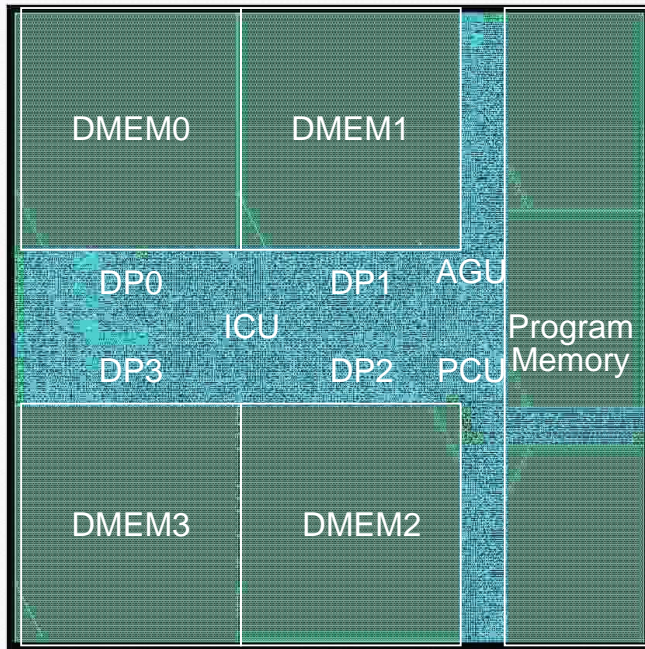 DMEM0 DMEM1
DP0 DP1 AGU
ICU
Program
Memory
DP3 DP2 PCU
DMEM3 DMEM2